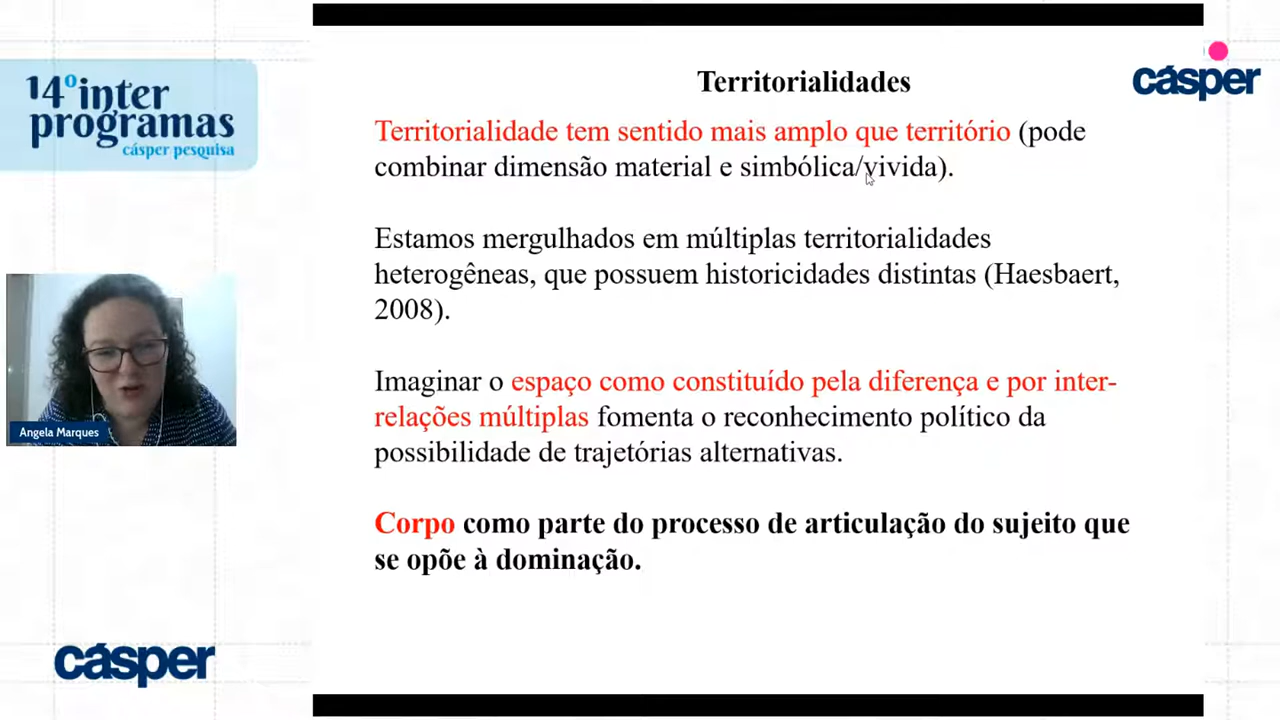 14º inter
programas
cásper pesquisa
cásper
Territorialidades
Territorialidade tem sentido mais amplo que território (pode
combinar dimensão material e simbólica/vivida).
Estamos mergulhados em múltiplas territorialidades
heterogêneas, que possuem historicidades distintas (Haesbaert,
2008).
Imaginar o espaço como constituído pela diferença e por inter-
relações múltiplas fomenta o reconhecimento político da
possibilidade de trajetórias alternativas.
Corpo como parte do processo de articulação do sujeito que
se opõe à dominação.
Angela Marques
cásper